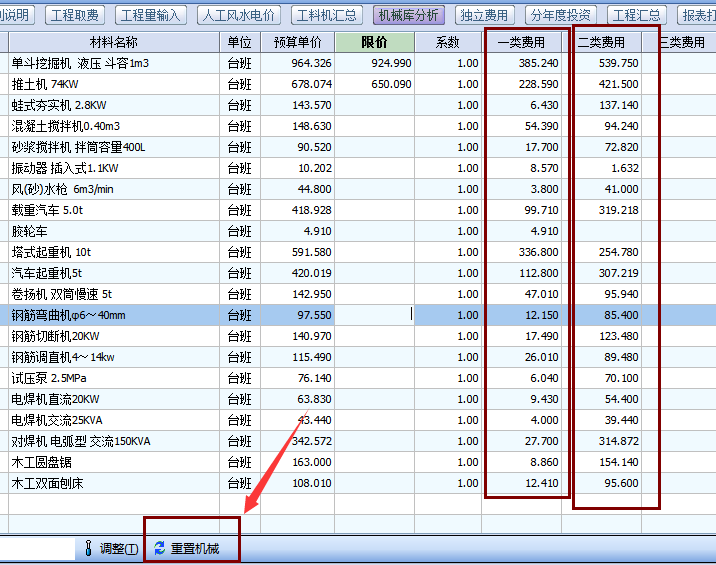 说明 工程取费 工程量输入 人工风水电价 工料机汇总 机械库分析 独立费用 分年度投资 工程汇总 报表打
材料名称 单位 预算单价 限价 系数 一类费用 二类费用 三类费用
单斗挖掘机 液压 斗容1m3 台班 964.326 924.990 1.00 385.240 539.750
推土机 74KW 台班 678.074 650.090 1.00 228.590 421.500
蛙式夯实机 2.8KW 台班 143.570 1.00 6.430 137.140
混凝土搅拌机0.40m3 台班 148.630 1.00 54.390 94.240
砂浆搅拌机 拌筒容量400L 台班 90.520 1.00 17.700 72.820
振动器 插入式1.1KW 台班 10.202 1.00 8.570 1.632
风(砂)水枪 6m3/min 台班 44.800 1.00 3.800 41.000
载重汽车 5.0t 台班 418.928 1.00 99.710 319.218
胶轮车 台班 4.910 1.00 4.910
塔式起重机 10t 台班 591.580 1.00 336.800 254.780
汽车起重机5t 台班 420.019 1.00 112.800 307.219
卷扬机 双筒慢速 5t 台班 142.950 1.00 47.010 95.940
钢筋弯曲机φ6～40mm 台班 97.550 1.00 12.150 85.400
钢筋切断机20KW 台班 140.970 1.00 17.490 123.480
钢筋调直机4～14kw 台班 115.490 1.00 26.010 89.480
试压泵 2.5MPa 台班 76.140 1.00 6.040 70.100
电焊机直流20KW 台班 63.830 1.00 9.430 54.400
电焊机交流25KVA 台班 43.440 1.00 4.000 39.440
对焊机 电弧型 交流150KVA 台班 342.572 1.00 27.700 314.872
木工圆盘锯 台班 163.000 1.00 8.860 154.140
木工双面刨床 台班 108.010 1.00 12.410 95.600
调整(T) 重置机械